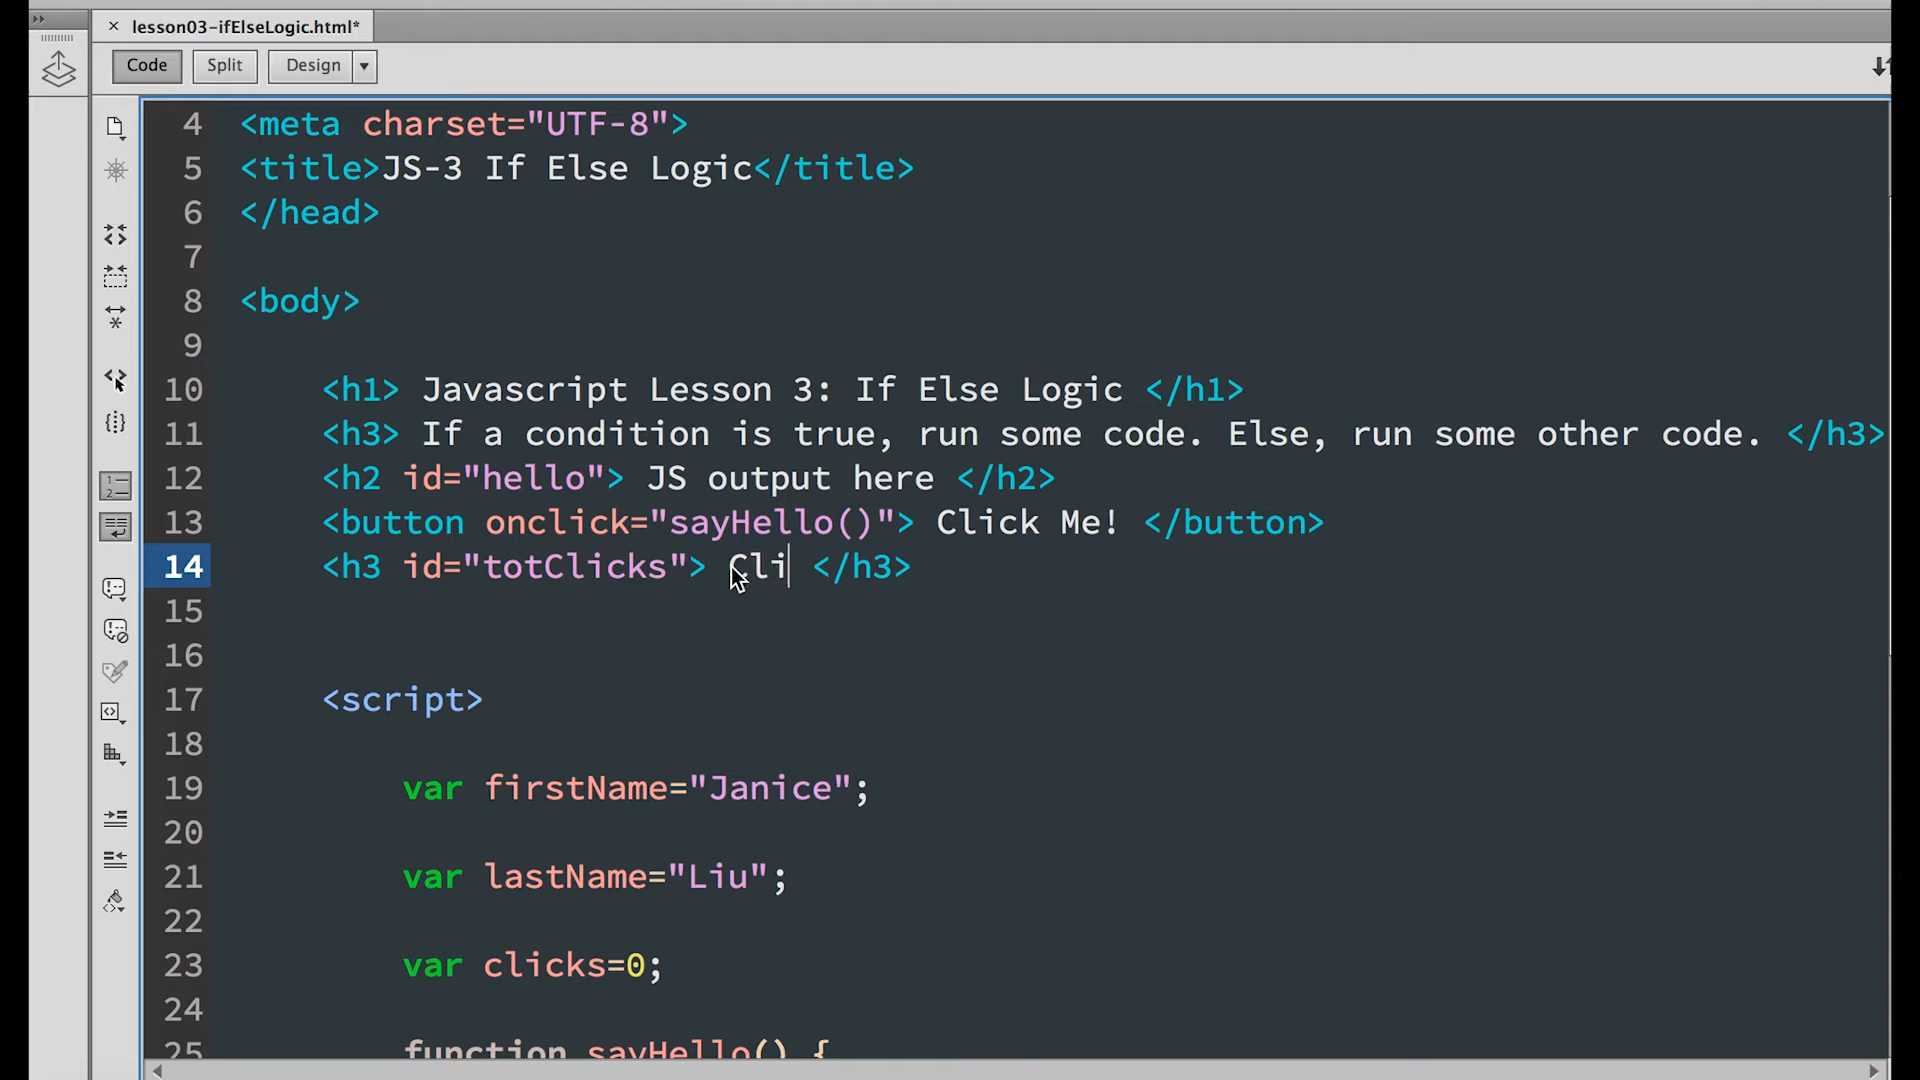 lesson03-ifElseLogic.html*
Code Split Design
4 <meta charset="UTF-8">
5 <title>JS-3 If Else Logic</title>
6 </head>
7
8 <body>
9
10 <h1> Javascript Lesson 3: If Else Logic </h1>
11 <h3> If a condition is true, run some code. Else, run some other code. </h3>
12 <h2 id="hello"> JS output here </h2>
13 <button onclick="sayHello()"> Click Me! </button>
14 <h3 id="totClicks"> Cli </h3>
15
16
17 <script>
18
19 var firstName="Janice";
20
21 var lastName="Liu";
22
23 var clicks=0;
24
25 function sayHello() {